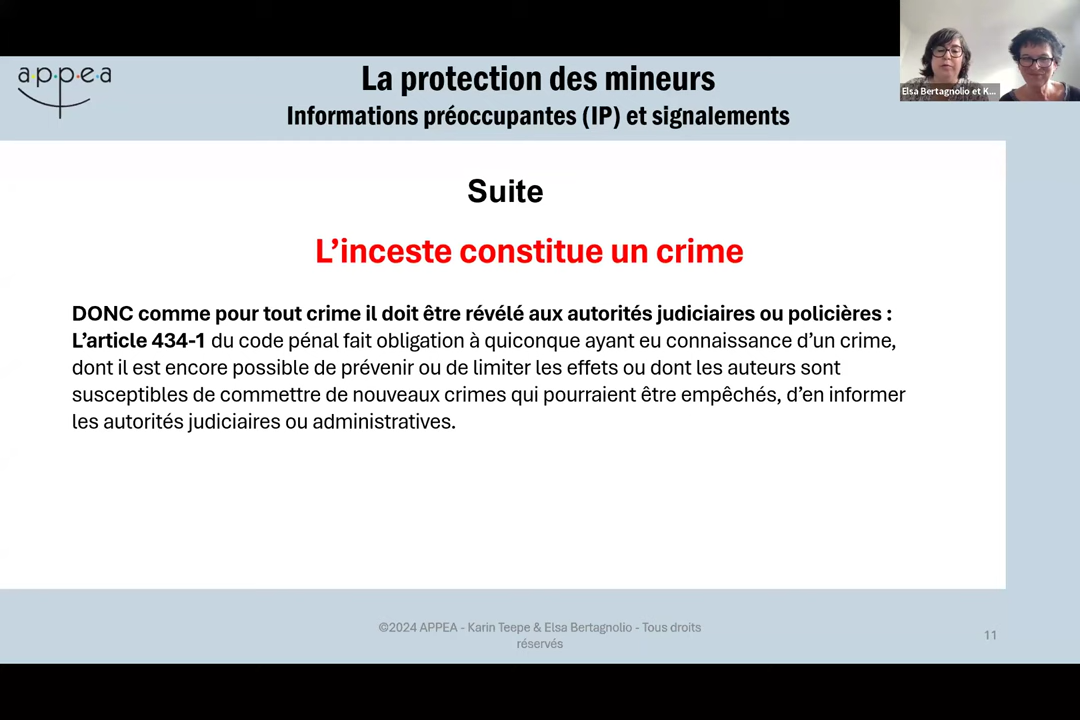 a·p·p·e·a
La protection des mineurs
Informations préoccupantes (IP) et signalements
Elsa Bertagnolio et K...
Suite
L’inceste constitue un crime
DONC comme pour tout crime il doit être révélé aux autorités judiciaires ou policières :
L’article 434-1 du code pénal fait obligation à quiconque ayant eu connaissance d’un crime,
dont il est encore possible de prévenir ou de limiter les effets ou dont les auteurs sont
susceptibles de commettre de nouveaux crimes qui pourraient être empêchés, d’en informer
les autorités judiciaires ou administratives.
©2024 APPEA - Karin Teepe & Elsa Bertagnolio - Tous droits
réservés
11